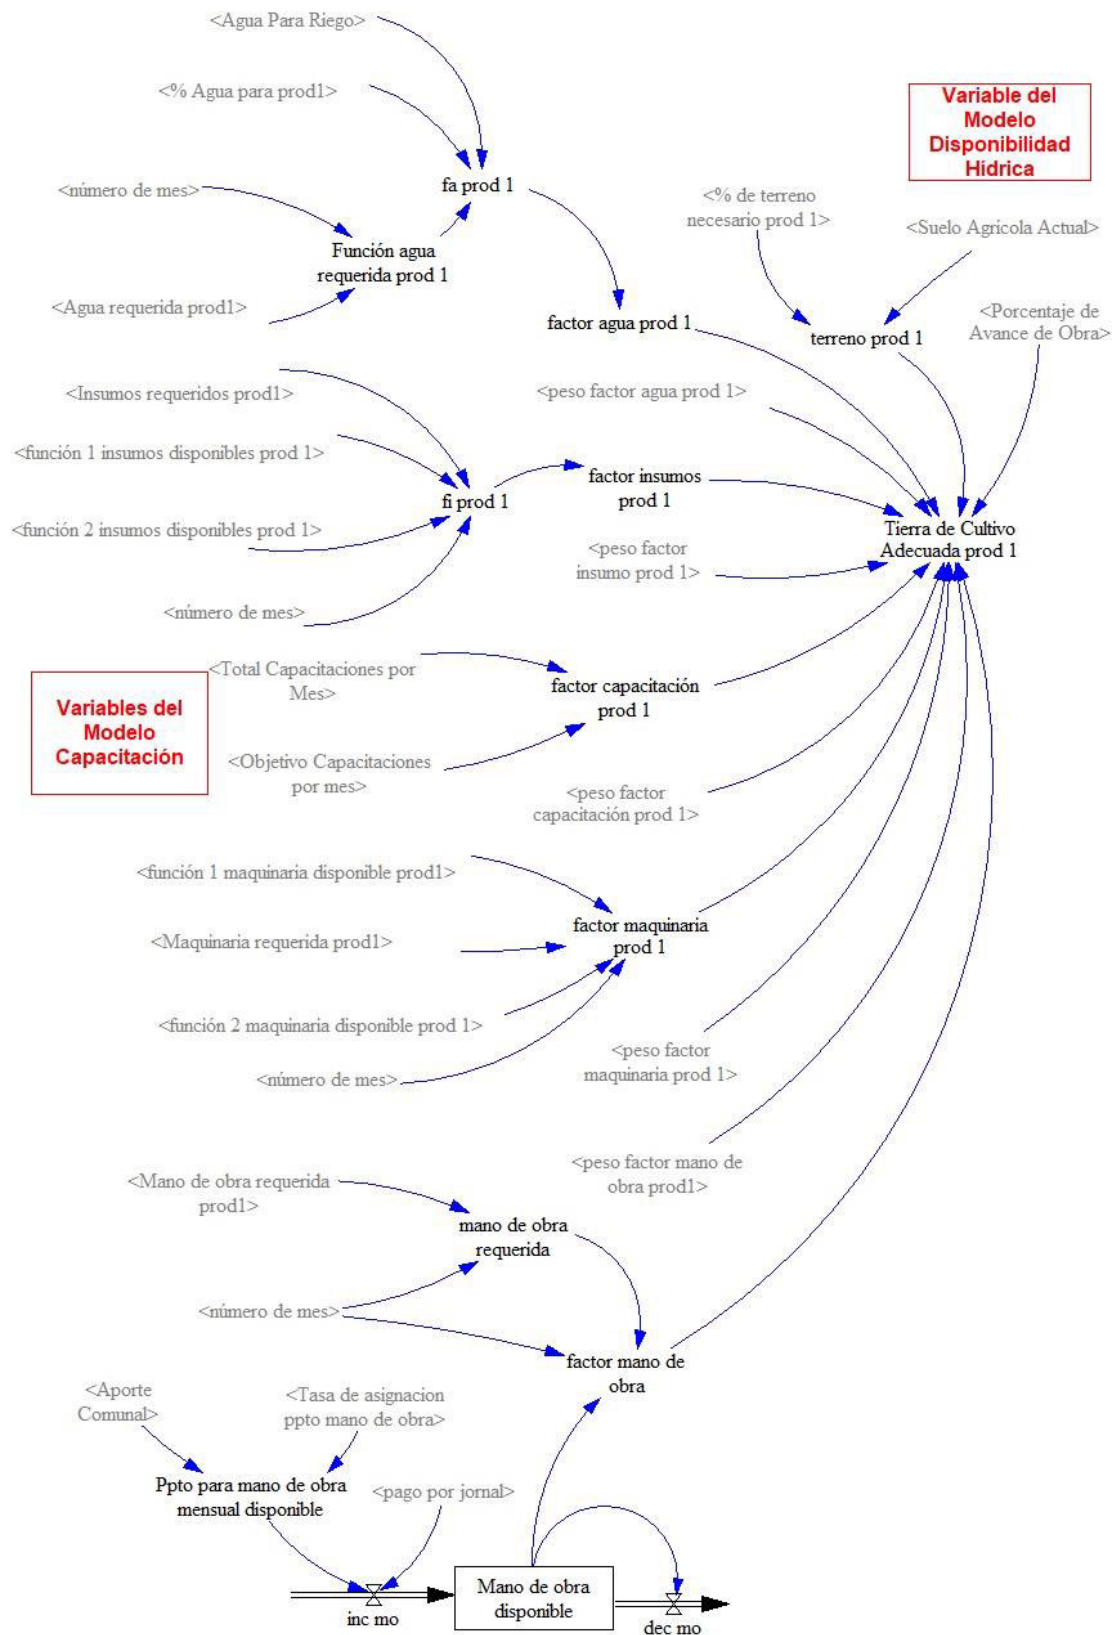 <Agua Para Riego>
<% Agua para prod1>
Variable del
Modelo
Disponibilidad
Hídrica
<número de mes>
fa prod 1
<% de terreno
necesario prod 1>
<Suelo Agrícola Actual>
Función agua
requerida prod 1
<Agua requerida prod1>
factor agua prod 1
terreno prod 1
<Porcentaje de
Avance de Obra>
<Insumos requeridos prod1>
<peso factor agua prod 1>
<función 1 insumos disponibles prod 1>
fi prod 1
factor insumos
prod 1
<función 2 insumos disponibles prod 1>
Tierra de Cultivo
Adecuada prod 1
<peso factor
insumo prod 1>
<número de mes>
<Total Capacitaciones por
Mes>
factor capacitación
prod 1
Variables del
Modelo
Capacitación
<Objetivo Capacitaciones
por mes>
<peso factor
capacitación prod 1>
<función 1 maquinaria disponible prod1>
factor maquinaria
prod 1
<Maquinaria requerida prod1>
<función 2 maquinaria disponible prod 1>
<peso factor
maquinaria prod 1>
<número de mes>
<peso factor mano de
obra prod1>
<Mano de obra requerida
prod1>
mano de obra
requerida
<número de mes>
factor mano de
obra
<Aporte
Comunal>
<Tasa de asignacion
ppto mano de obra>
Ppto para mano de obra
mensual disponible
<pago por jornal>
inc mo
Mano de obra
disponible
dec mo